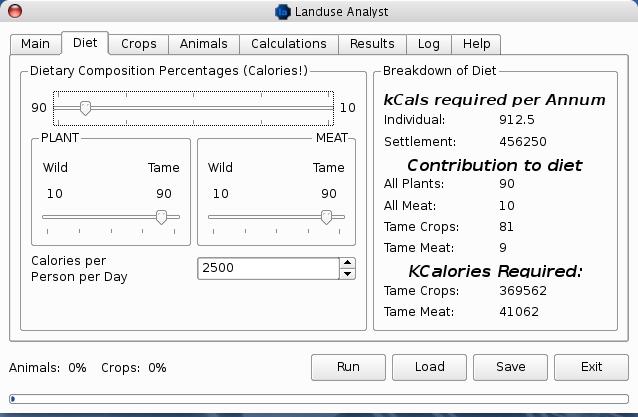 Landuse Analyst
Main Diet Crops Animals Calculations Results Log Help
Dietary Composition Percentages (Calories!)
90 10
PLANT
Wild Tame
10 90
MEAT
Wild Tame
10 90
Calories per
Person per Day
2500
Breakdown of Diet
kCals required per Annum
Individual: 912.5
Settlement: 456250
Contribution to diet
All Plants: 90
All Meat: 10
Tame Crops: 81
Tame Meat: 9
KCalories Required:
Tame Crops: 369562
Tame Meat: 41062
Animals: 0% Crops: 0%
Run Load Save Exit